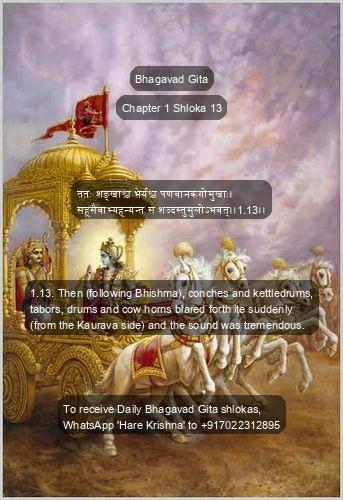 Bhagavad Gita
Chapter 1 Shloka 13
ततः शङ्खाश्च भेर्यश्च पणवानकगोमुखाः।
सहसैवाभ्यहन्यन्त स शब्दस्तुमुलोऽभवत्।।1.13।।
1.13. Then (following Bhishma), conches and kettledrums,
tabors, drums and cow horns blared forth ite suddenly
(from the Kaurava side) and the sound was tremendous.
To receive Daily Bhagavad Gita shlokas,
WhatsApp 'Hare Krishna' to +917022312895